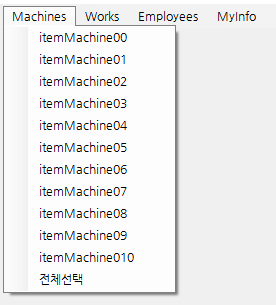 Machines Works Employees MyInfo
itemMachine00
itemMachine01
itemMachine02
itemMachine03
itemMachine04
itemMachine05
itemMachine06
itemMachine07
itemMachine08
itemMachine09
itemMachine010
전체선택